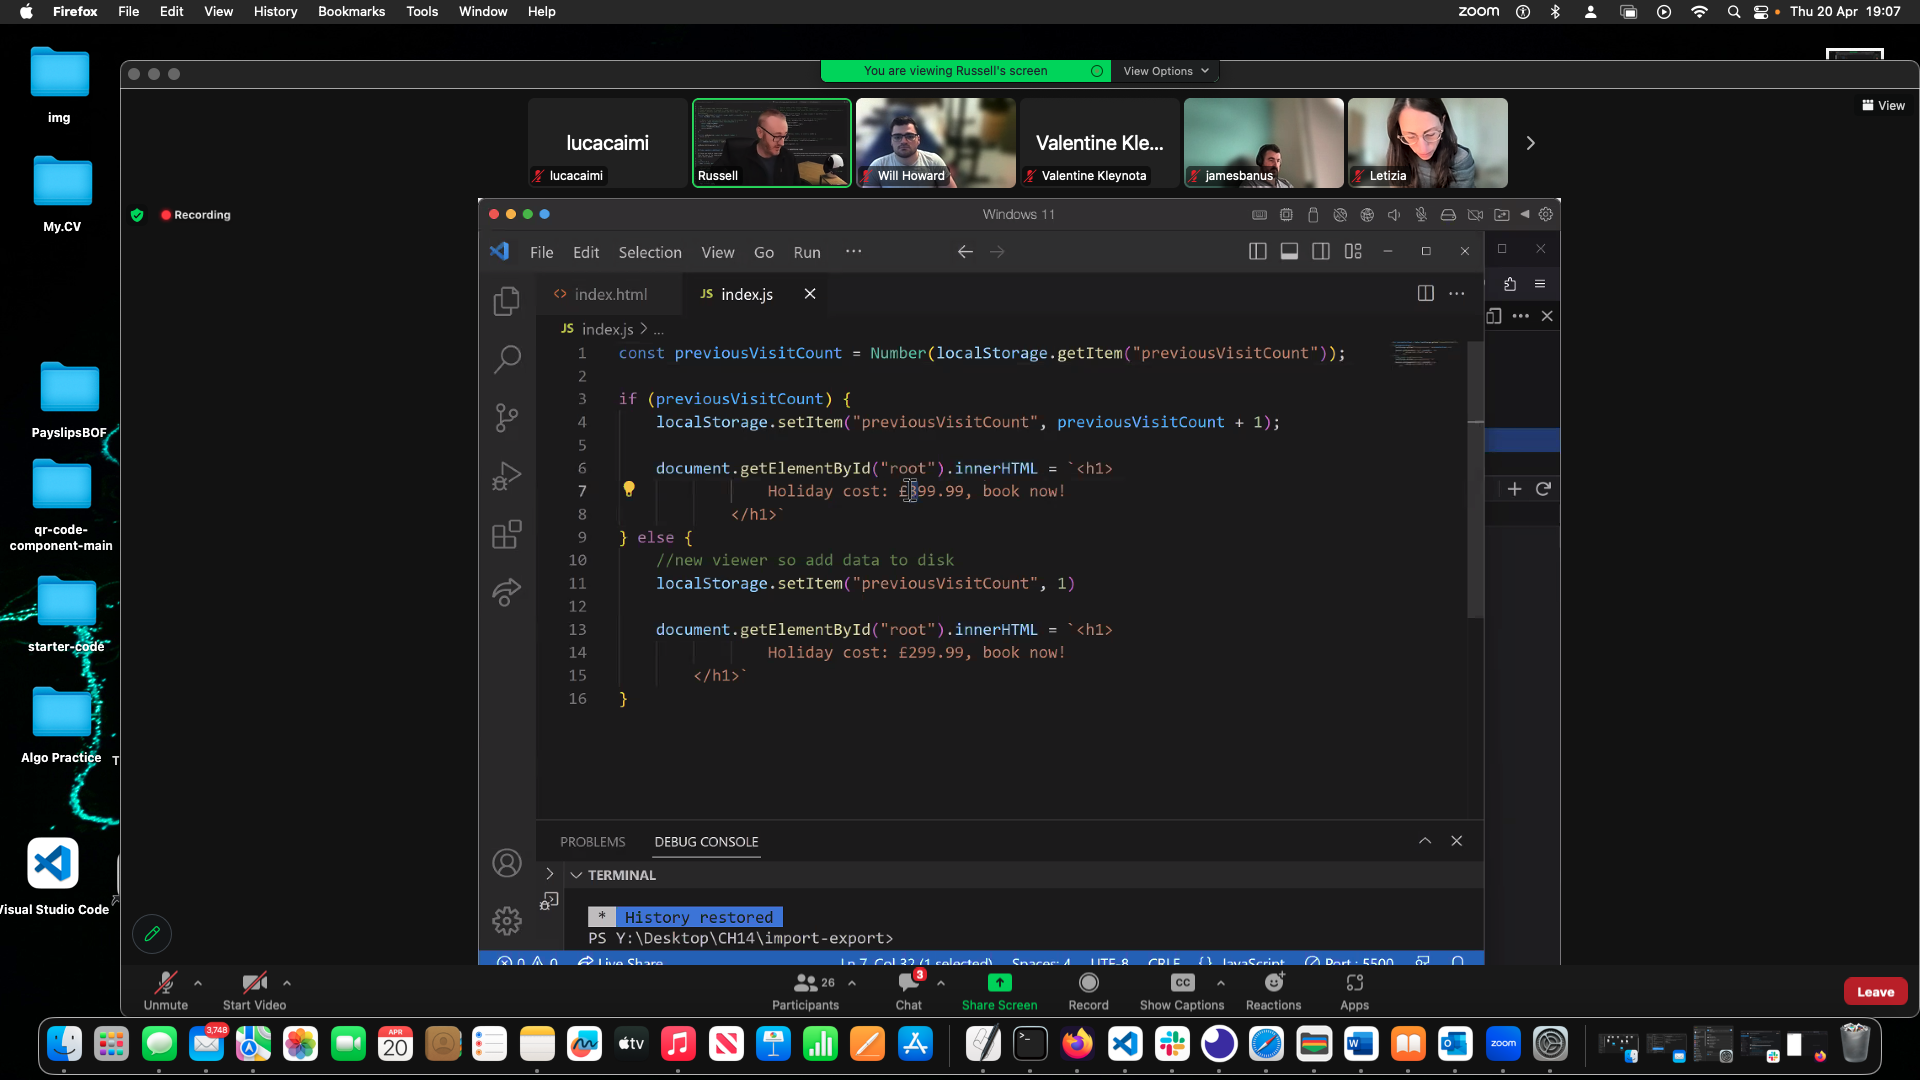 Firefox File Edit View History Bookmarks Tools Window Help
zoom Thu 20 Apr 19:07
You are viewing Russell's screen View Options
View
img
My.CV
PayslipsBOF
qr-code-
component-main
starter-code
Algo Practice
T
Visual Studio Code
lucacaimi
lucacaimi
Russell
Will Howard
Valentine Kle...
Valentine Kleynota
jamesbanus
Letizia
Recording
Windows 11
File Edit Selection View Go Run ...
index.html
JS index.js
JS index.js > ...
1 const previousVisitCount = Number(localStorage.getItem("previousVisitCount"));
2
3 if (previousVisitCount) {
4 localStorage.setItem("previousVisitCount", previousVisitCount + 1);
5
6 document.getElementById("root").innerHTML = `<h1>
7 Holiday cost: £399.99, book now!
8 </h1>`
9 } else {
10 //new viewer so add data to disk
11 localStorage.setItem("previousVisitCount", 1)
12
13 document.getElementById("root").innerHTML = `<h1>
14 Holiday cost: £299.99, book now!
15 </h1>`
16 }
PROBLEMS DEBUG CONSOLE
TERMINAL
* History restored
PS Y:\Desktop\CH14\import-export>
0 0 Live Share Ln 7, Col 32 (1 selected) Spaces: 4 UTF-8 CRLF {} JavaScript Port : 5500
Unmute
Start Video
26
Participants
3
Chat
Share Screen
Record
CC
Show Captions
Reactions
Apps
Leave
3,748
APR
20
tv
zoom